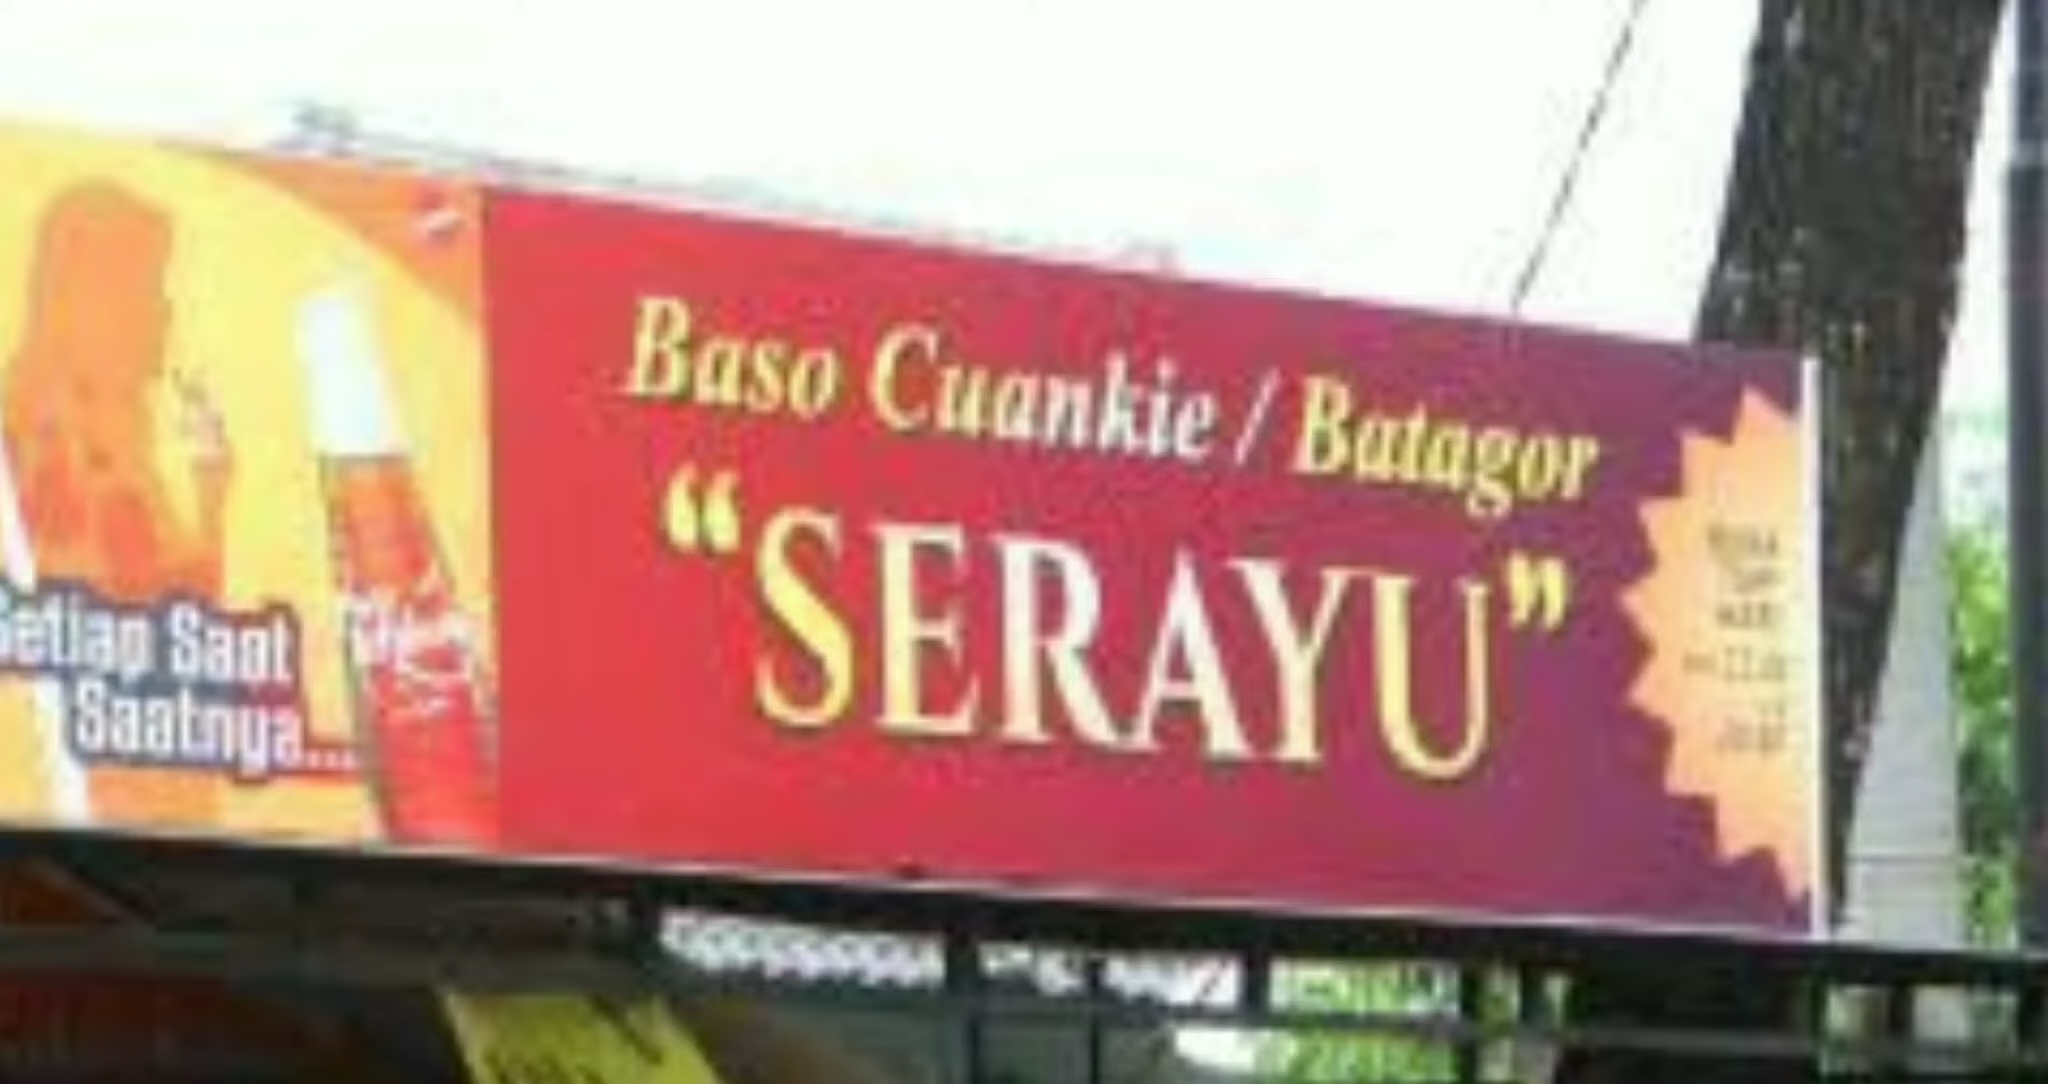 Setiap Saat
Saatnya...
Baso Cuankie / Batagor
“SERAYU”